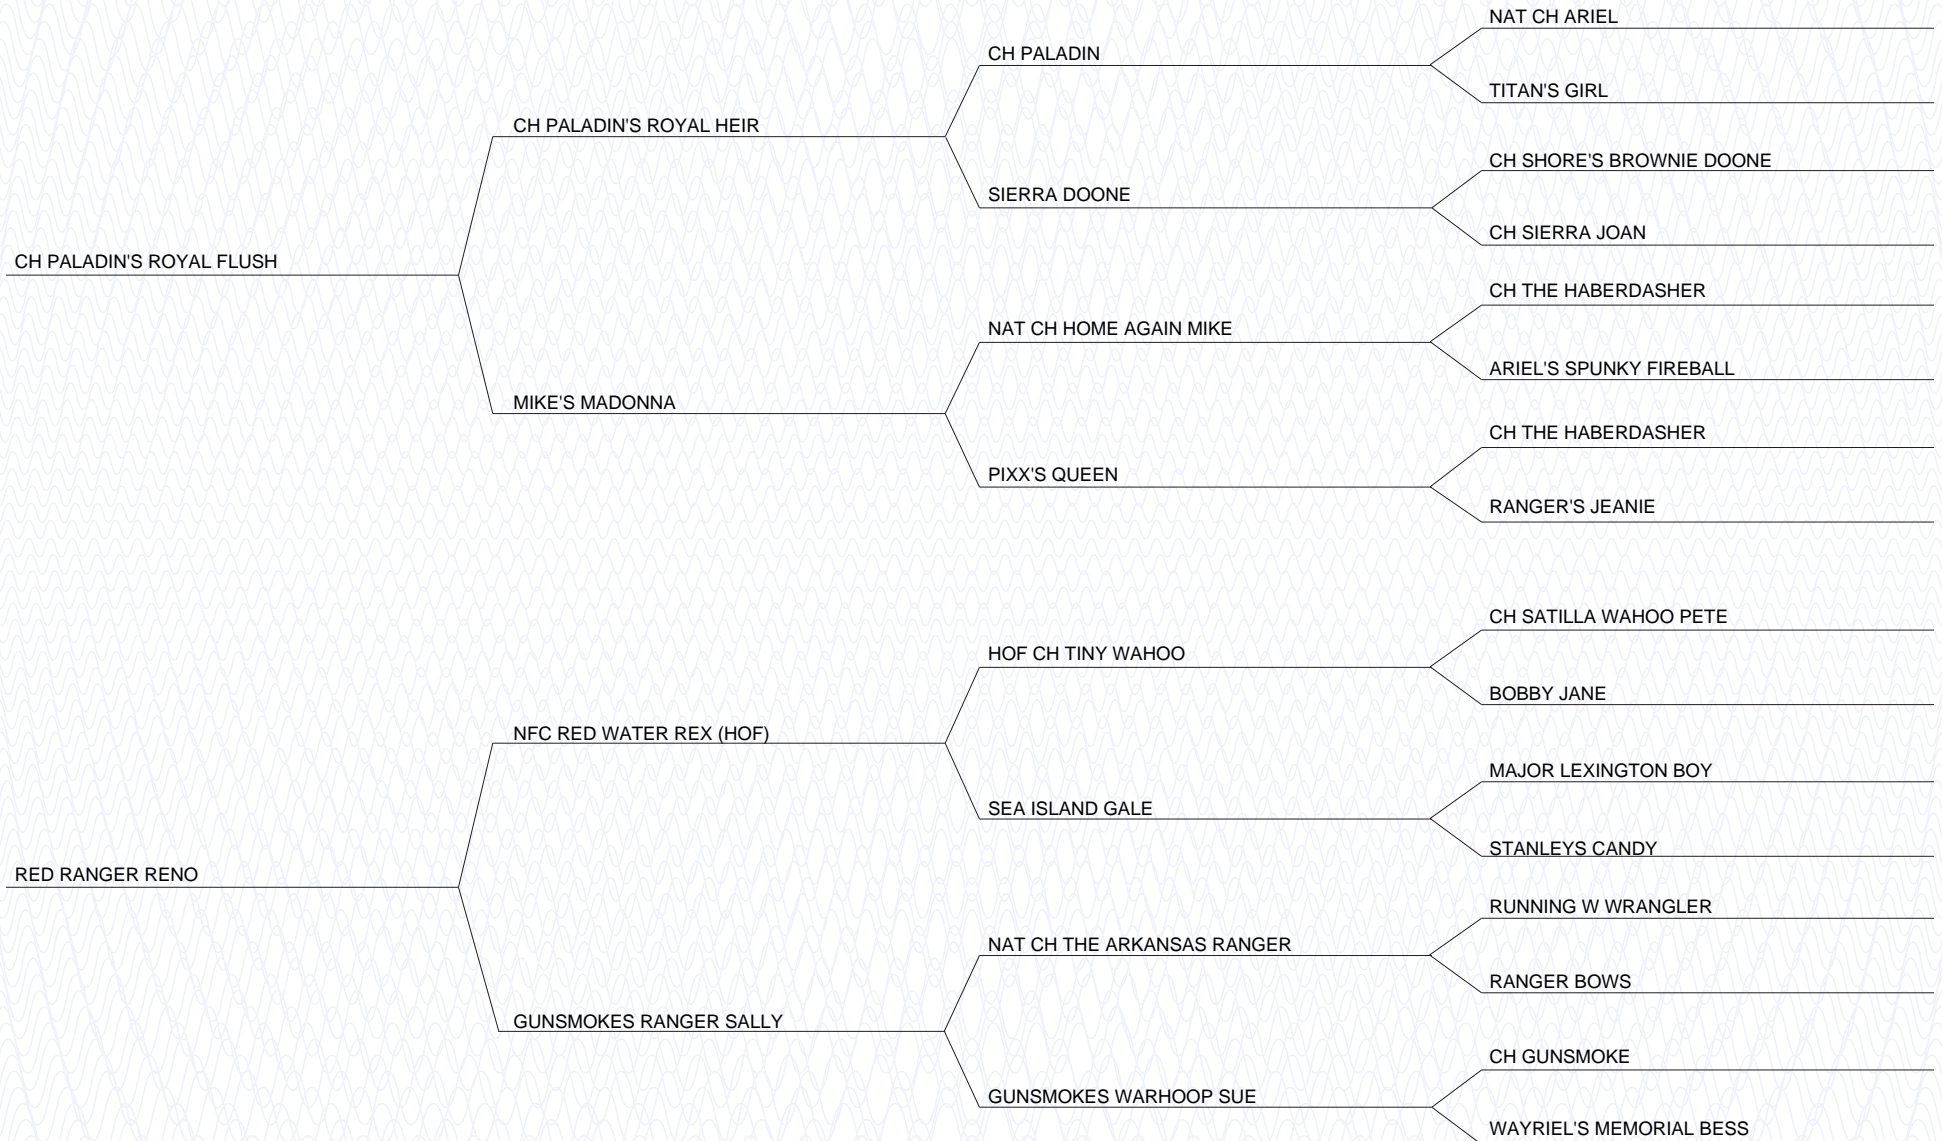 NAT CH ARIEL
CH PALADIN
TITAN'S GIRL
CH PALADIN'S ROYAL HEIR
CH SHORE'S BROWNIE DOONE
SIERRA DOONE
CH SIERRA JOAN
CH PALADIN'S ROYAL FLUSH
CH THE HABERDASHER
NAT CH HOME AGAIN MIKE
ARIEL'S SPUNKY FIREBALL
MIKE'S MADONNA
CH THE HABERDASHER
PIXX'S QUEEN
RANGER'S JEANIE
CH SATILLA WAHOO PETE
HOF CH TINY WAHOO
BOBBY JANE
NFC RED WATER REX (HOF)
MAJOR LEXINGTON BOY
SEA ISLAND GALE
STANLEYS CANDY
RED RANGER RENO
RUNNING W WRANGLER
NAT CH THE ARKANSAS RANGER
RANGER BOWS
GUNSMOKES RANGER SALLY
CH GUNSMOKE
GUNSMOKES WARHOOP SUE
WAYRIEL'S MEMORIAL BESS